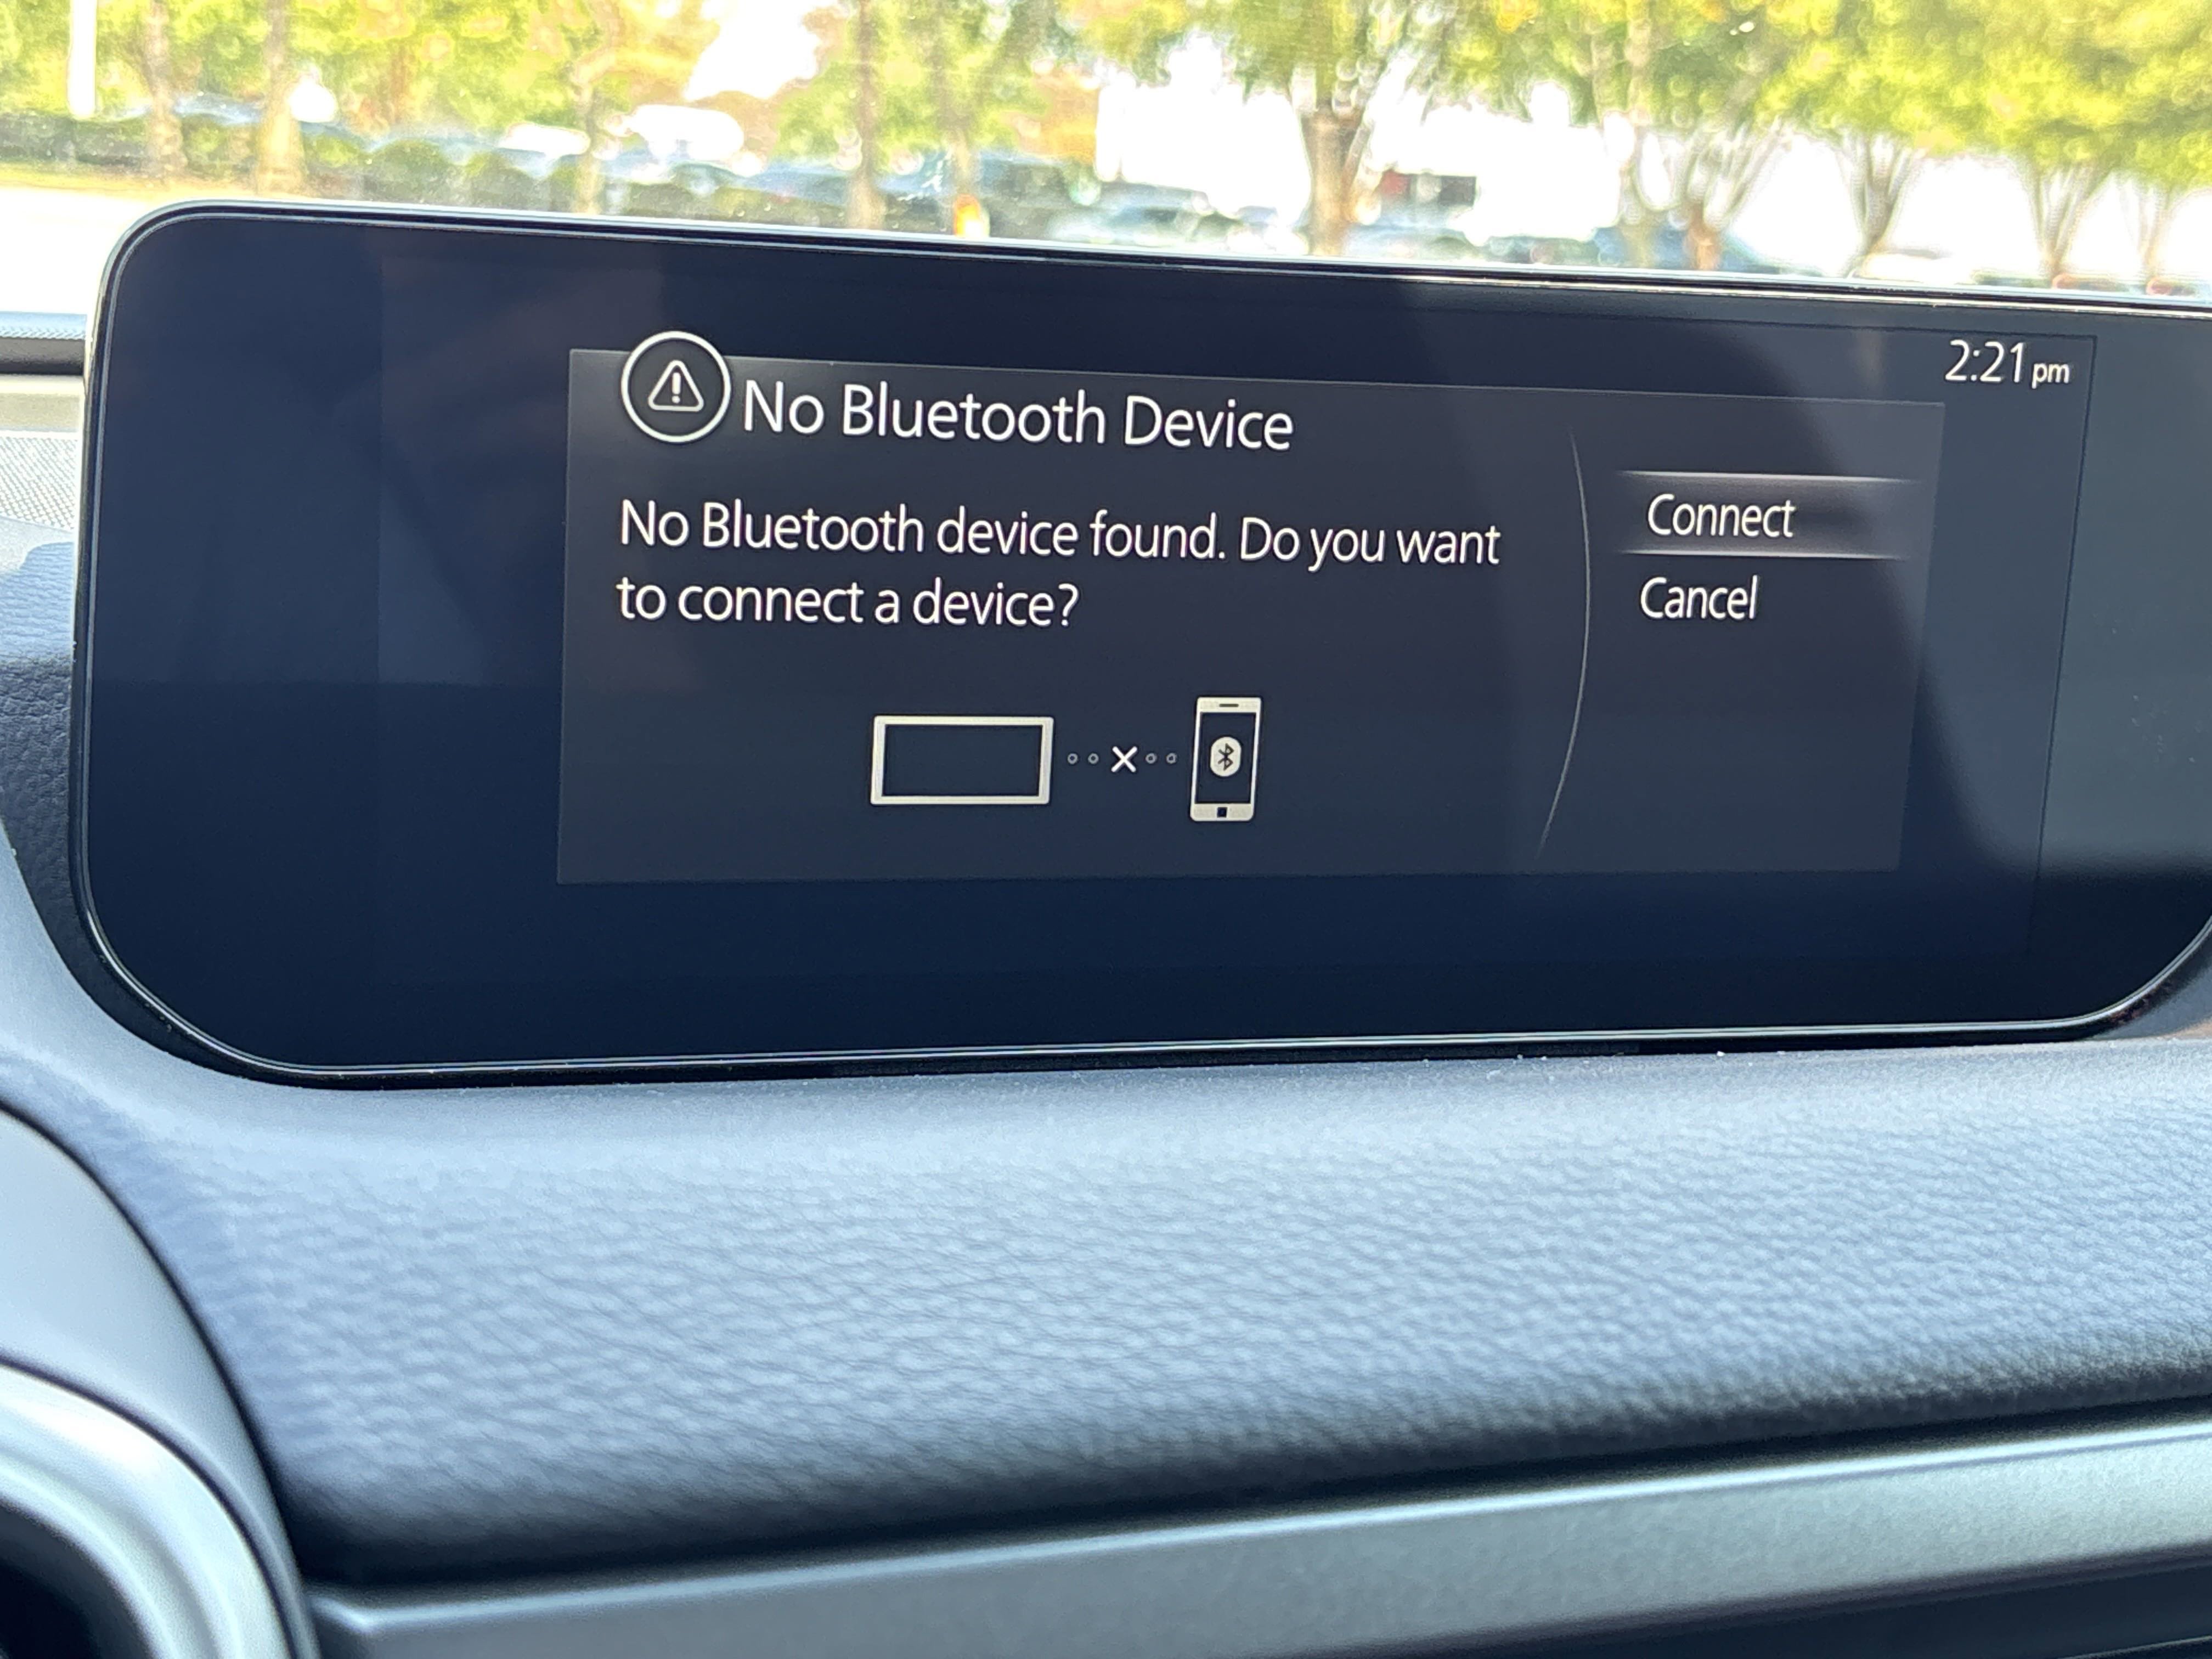 2:21 pm
No Bluetooth Device
No Bluetooth device found. Do you want
to connect a device?
Connect
Cancel